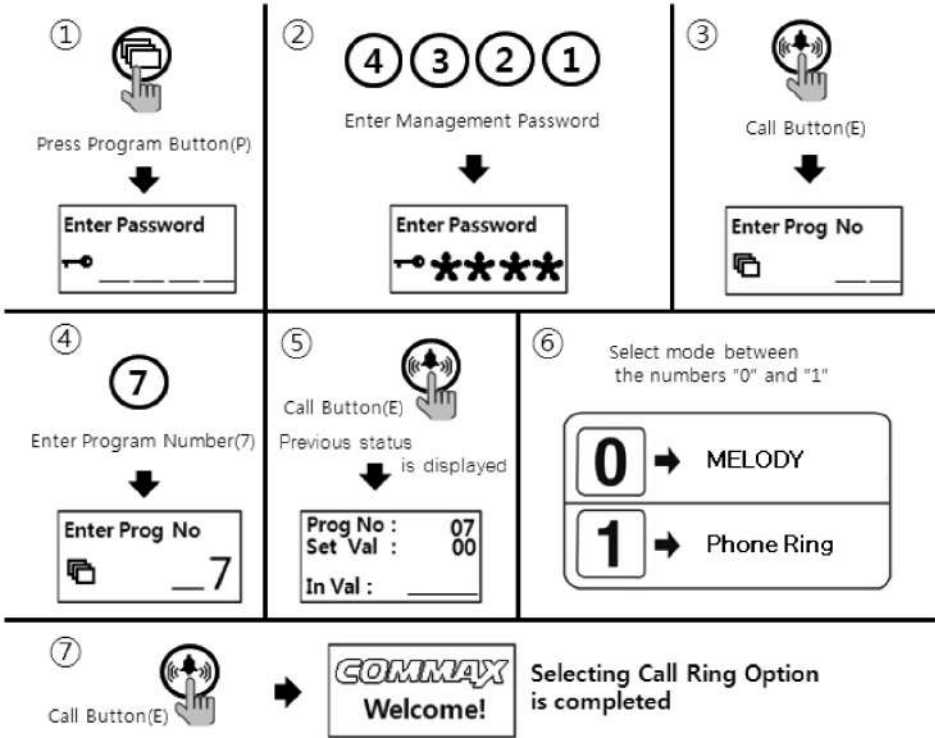 ①
Press Program Button(P)
Enter Password
②
4 3 2 1
Enter Management Password
Enter Password
③
Call Button(E)
Enter Prog No
④
7
Enter Program Number(7)
Enter Prog No
_7
⑤
Call Button(E)
Previous status
is displayed
Prog No : 07
Set Val : 00
In Val :
⑥
Select mode between
the numbers "0" and "1"
0 MELODY
1 Phone Ring
⑦
Call Button(E)
COMMAX
Welcome!
Selecting Call Ring Option
is completed